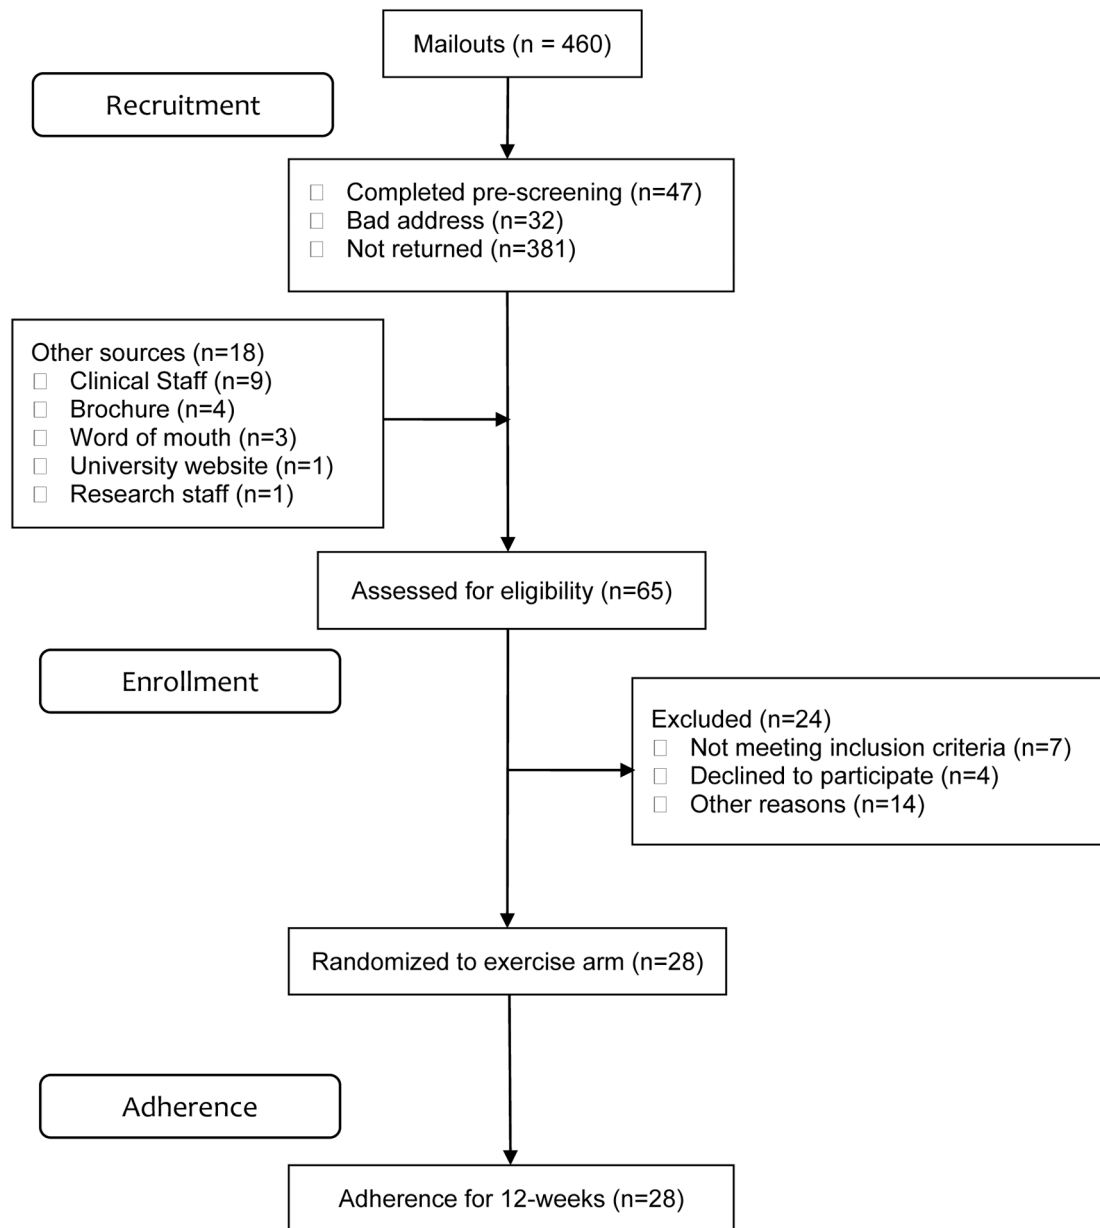 Mailouts (n = 460)
Recruitment
Completed pre-screening (n=47)
Bad address (n=32)
Not returned (n=381)
Other sources (n=18)
Clinical Staff (n=9)
Brochure (n=4)
Word of mouth (n=3)
University website (n=1)
Research staff (n=1)
Assessed for eligibility (n=65)
Enrollment
Excluded (n=24)
Not meeting inclusion criteria (n=7)
Declined to participate (n=4)
Other reasons (n=14)
Randomized to exercise arm (n=28)
Adherence
Adherence for 12-weeks (n=28)